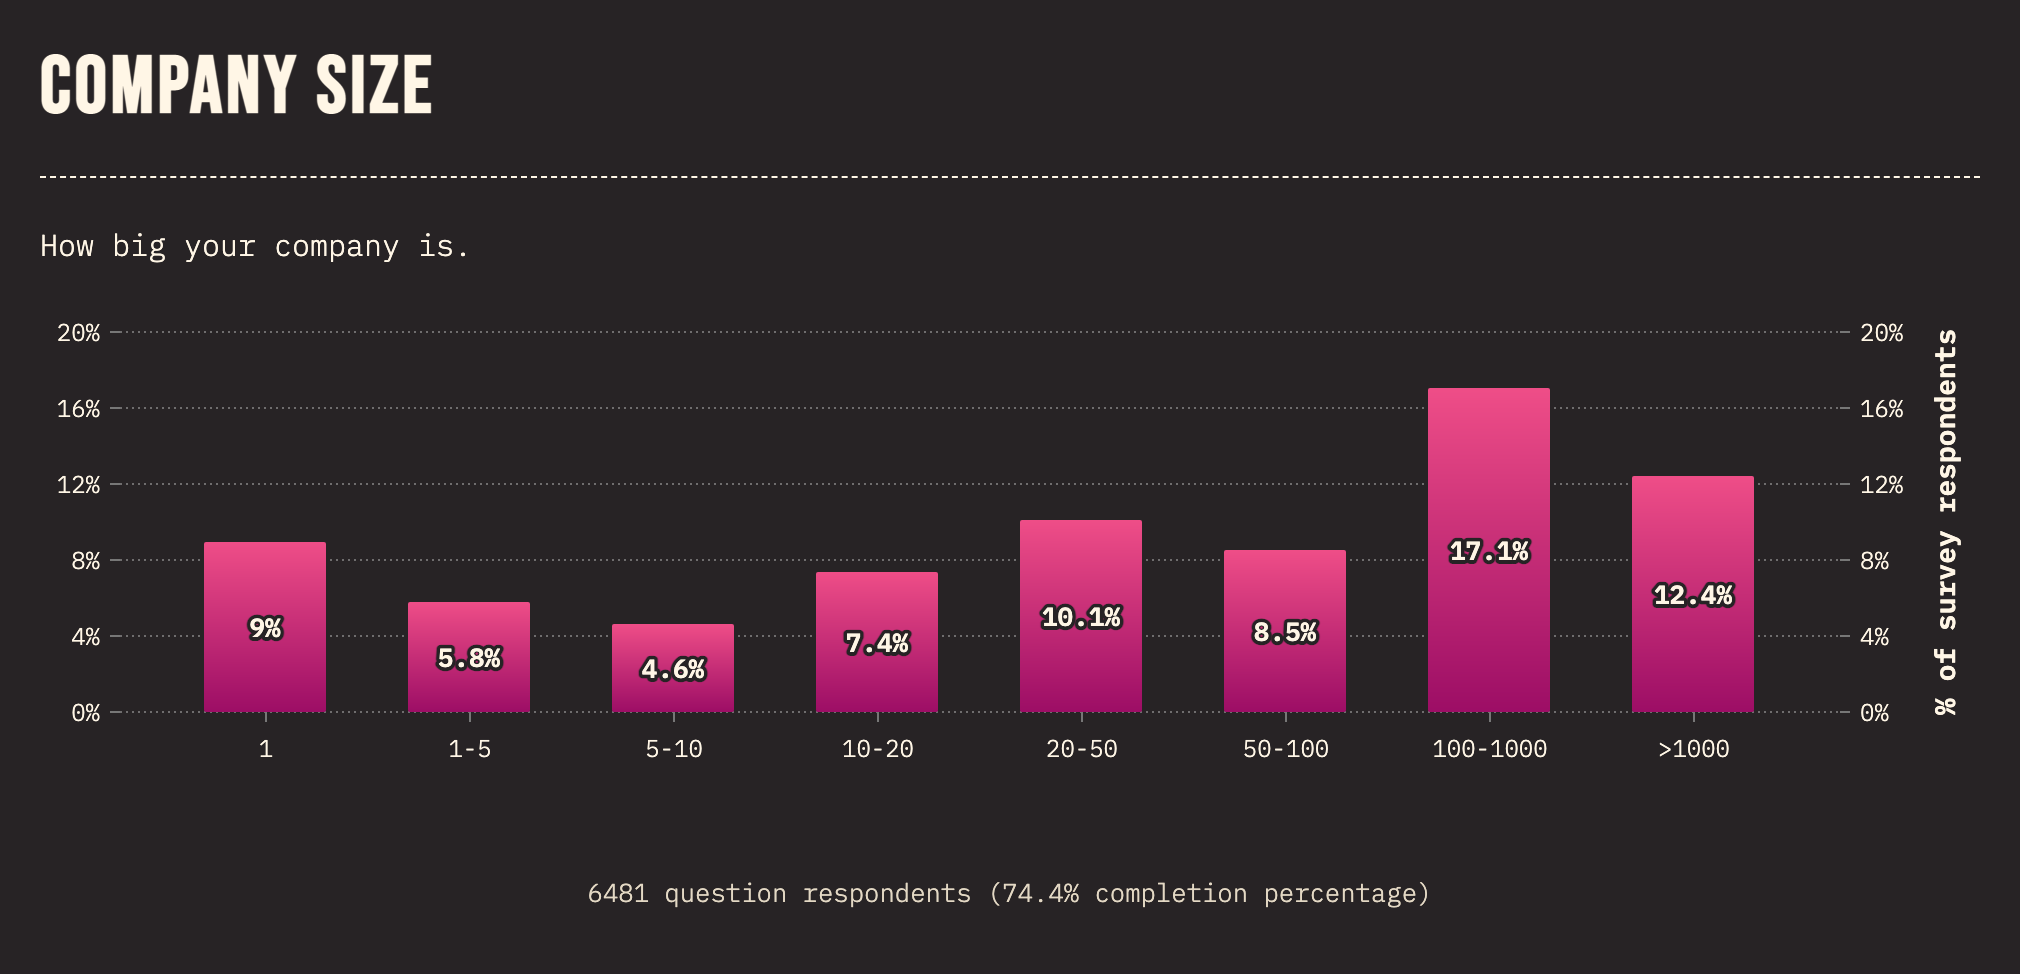 COMPANY SIZE
How big your company is.
20% 20%
16% 16%
12% 12%
8% 8%
4% 4%
0% 0%
% of survey respondents
9% 5.8% 4.6% 7.4% 10.1% 8.5% 17.1% 12.4%
1 1-5 5-10 10-20 20-50 50-100 100-1000 >1000
6481 question respondents (74.4% completion percentage)